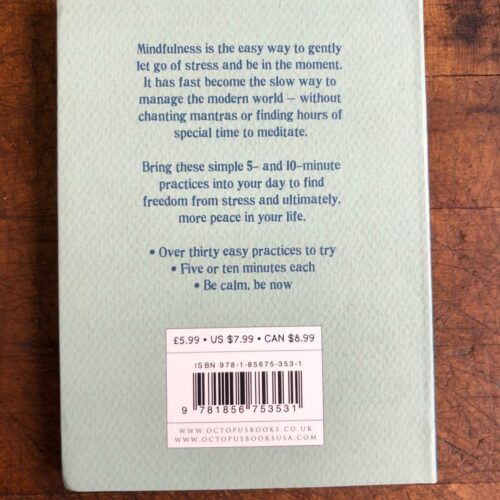 Mindfulness is the easy way to gently
let go of stress and be in the moment.
It has fast become the slow way to
manage the modern world – without
chanting mantras or finding hours of
special time to meditate.
Bring these simple 5– and 10–minute
practices into your day to find
freedom from stress and ultimately,
more peace in your life.
• Over thirty easy practices to try
• Five or ten minutes each
• Be calm, be now
£5.99 • US $7.99 • CAN $8.99
ISBN 978-1-85675-353-1
9 781856 753531
WWW.OCTOPUSBOOKS.CO.UK
WWW.OCTOPUSBOOKSUSA.COM